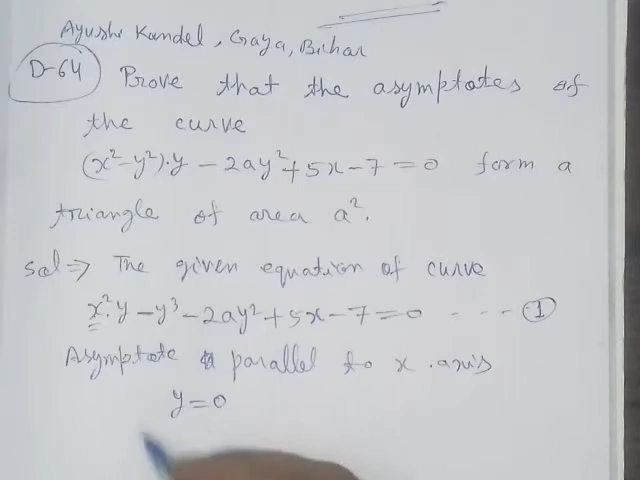 Ayushi Kandel, Gaya, Bihar
D-64 Prove that the asymptotes of
the curve
(x²-y²).y - 2ay² + 5x - 7 = 0 form a
triangle of area a².
sol ⇒ The given equation of curve
x².y - y³ - 2ay² + 5x - 7 = 0 ---- ①
Asymptote parallel to x.axis
y = 0